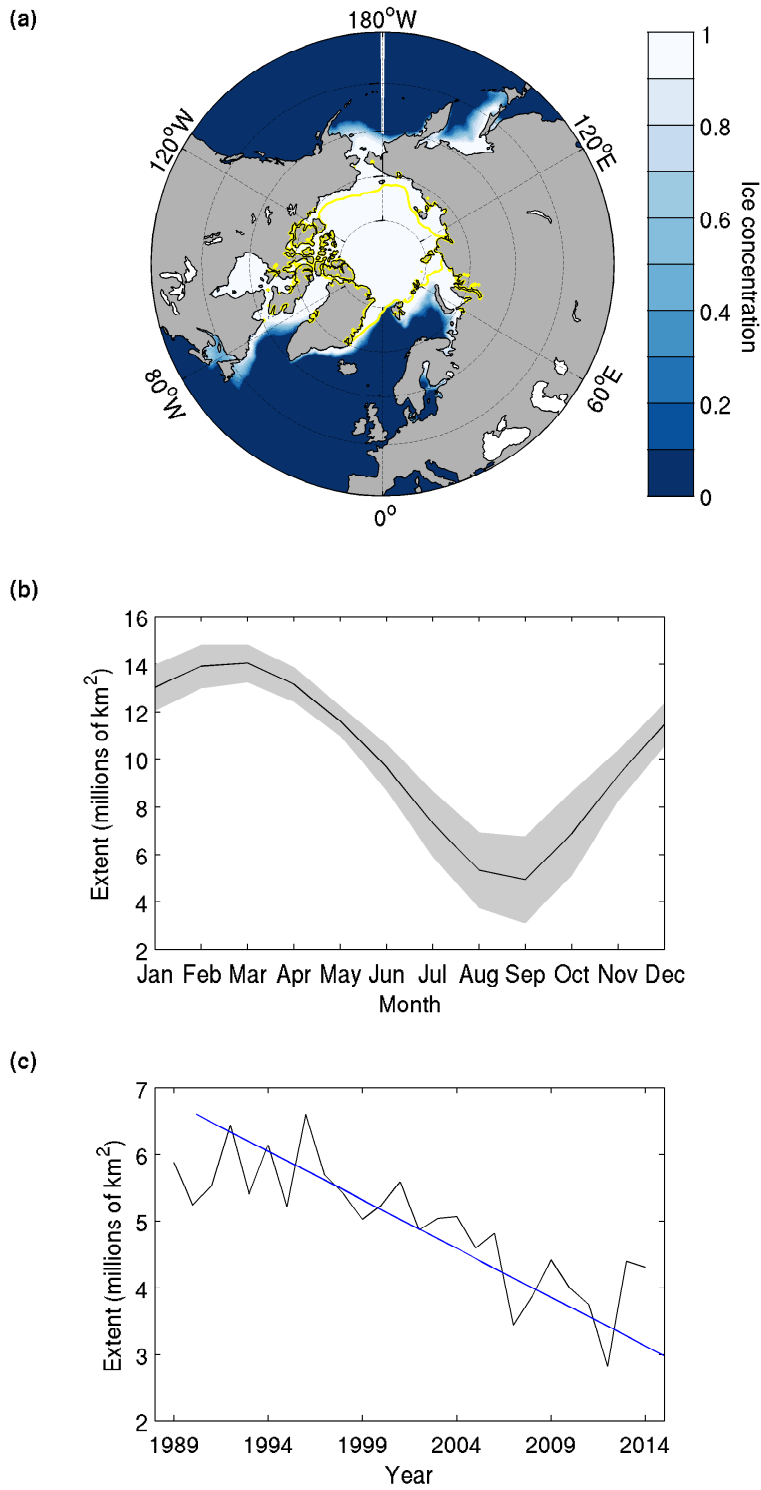 (a)
180°W
120°W
120°E
80°W
60°E
0°
1
0.8
0.6
0.4
0.2
0
Ice concentration
(b)
16
14
12
10
8
6
4
2
Extent (millions of km²)
Jan Feb Mar Apr May Jun Jul Aug Sep Oct Nov Dec
Month
(c)
7
6
5
4
3
2
Extent (millions of km²)
1989 1994 1999 2004 2009 2014
Year